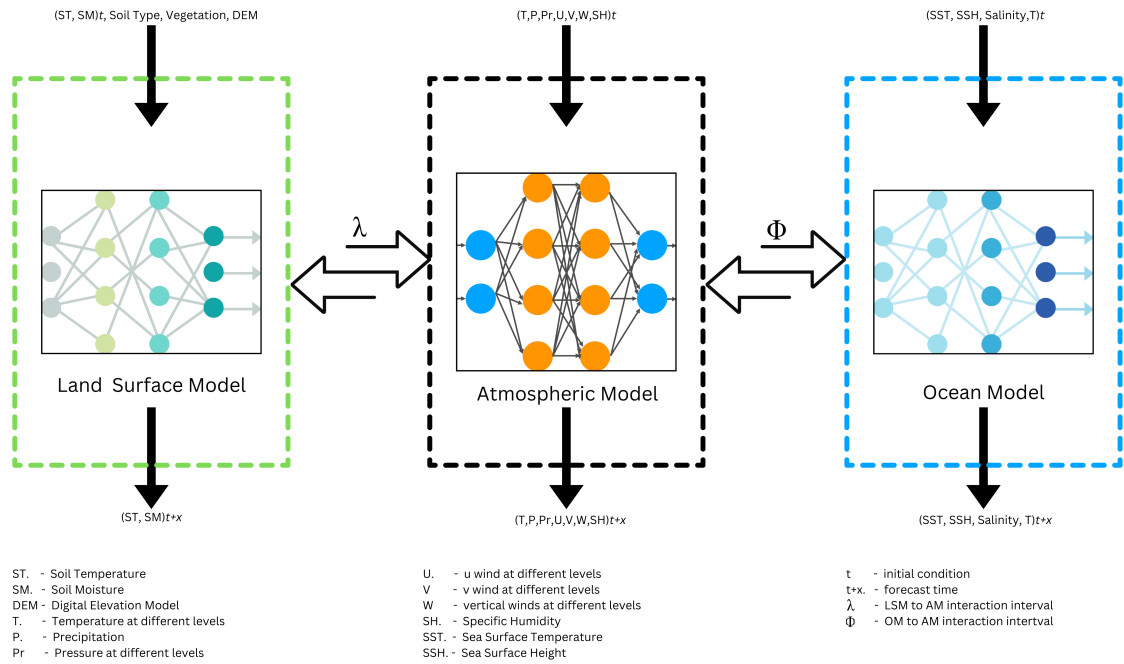 (ST, SM)t, Soil Type, Vegetation, DEM
(T,P,Pr,U,V,W,SH)t
(SST, SSH, Salinity,T)t
λ
Φ
Land Surface Model
Atmospheric Model
Ocean Model
(ST, SM)t+x
(T,P,Pr,U,V,W,SH)t+x
(SST, SSH, Salinity, T)t+x
ST. - Soil Temperature
SM. - Soil Moisture
DEM - Digital Elevation Model
T. - Temperature at different levels
P. - Precipitation
Pr - Pressure at different levels
U. - u wind at different levels
V - v wind at different levels
W - vertical winds at different levels
SH. - Specific Humidity
SST. - Sea Surface Temperature
SSH. - Sea Surface Height
t - initial condition
t+x. - forecast time
λ - LSM to AM interaction interval
Φ - OM to AM interaction intertval